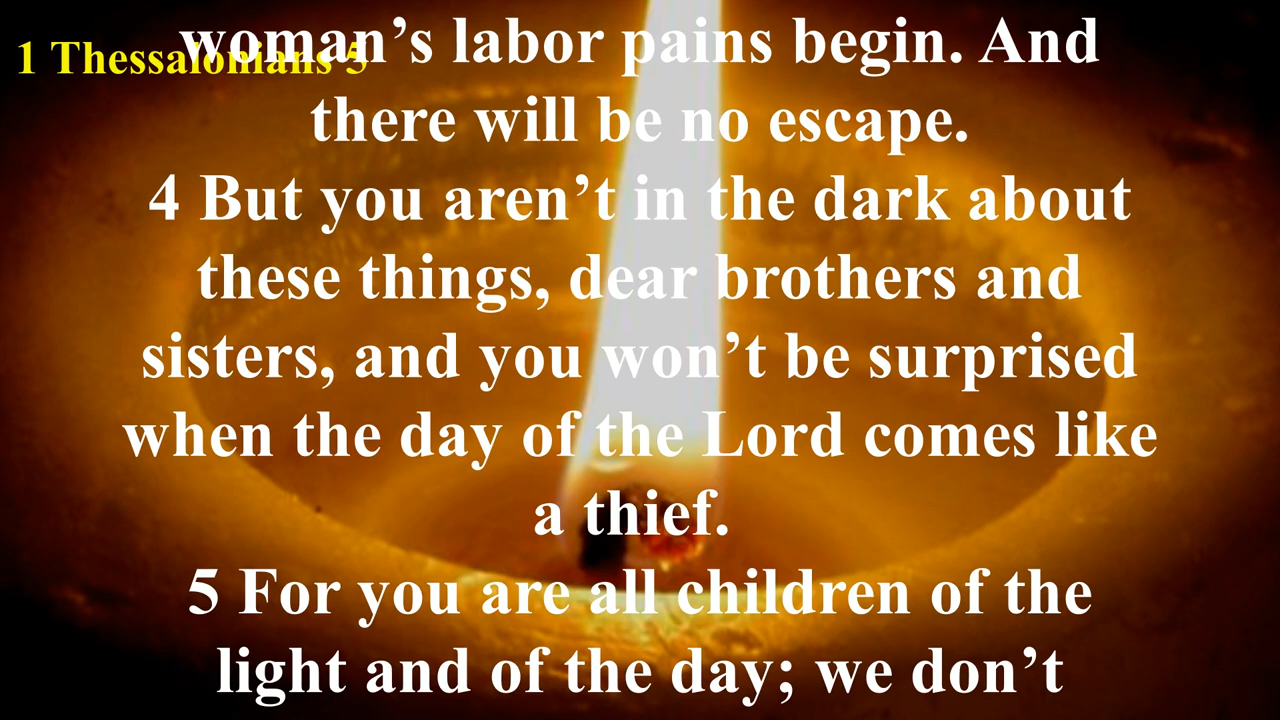 1 Thessalonians 5
woman’s labor pains begin. And
there will be no escape.
4 But you aren’t in the dark about
these things, dear brothers and
sisters, and you won’t be surprised
when the day of the Lord comes like
a thief.
5 For you are all children of the
light and of the day; we don’t